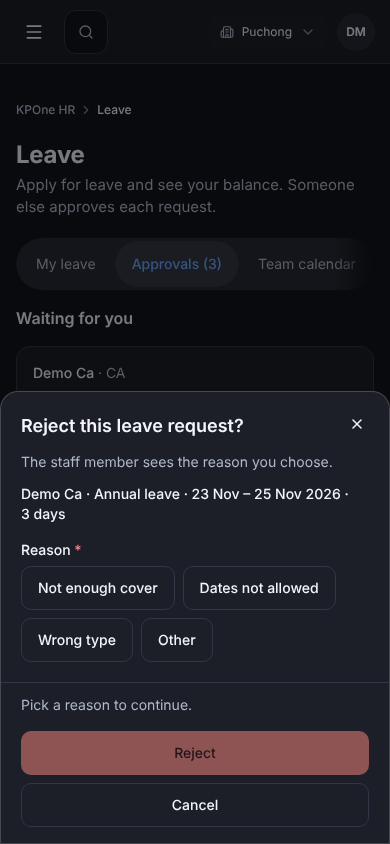 Puchong
DM
KPOne HR > Leave
Leave
Apply for leave and see your balance. Someone
else approves each request.
My leave
Approvals (3)
Team calendar
Waiting for you
Demo Ca · CA
Reject this leave request?
The staff member sees the reason you choose.
Demo Ca · Annual leave · 23 Nov – 25 Nov 2026 ·
3 days
Reason *
Not enough cover
Dates not allowed
Wrong type
Other
Pick a reason to continue.
Reject
Cancel